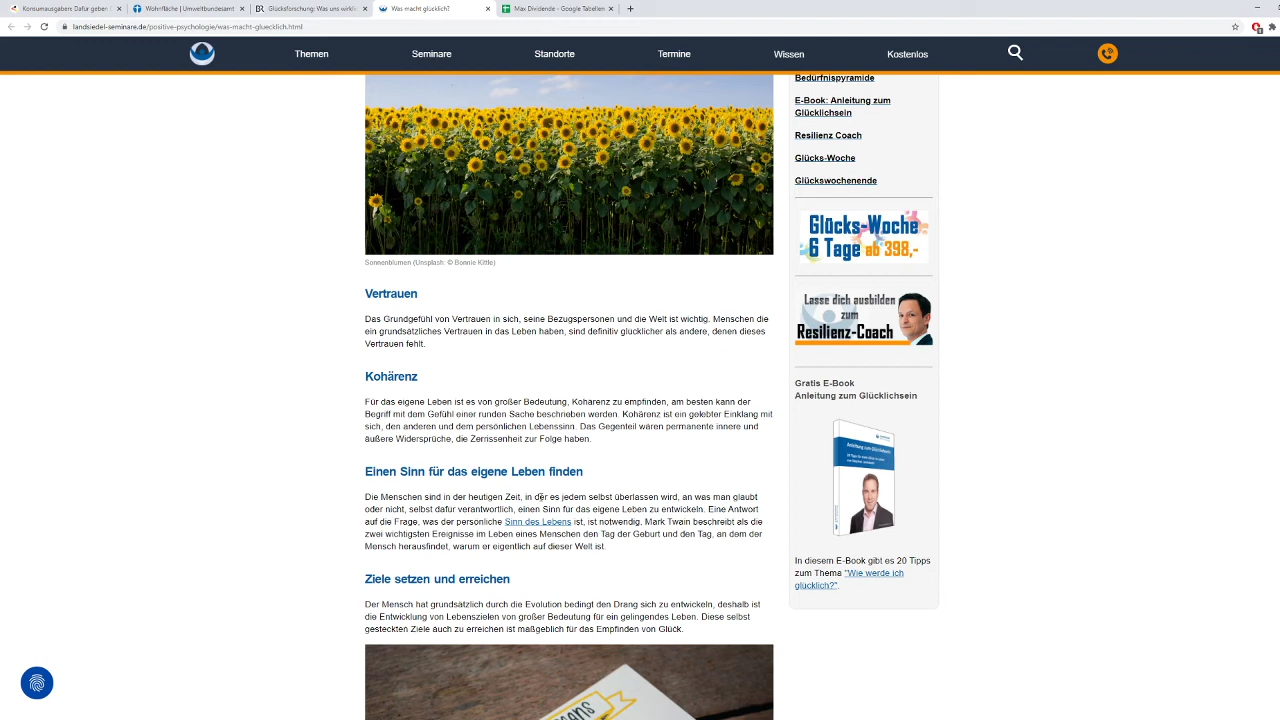 Konsumausgaben: Dafür geben
Wohnfläche | Umweltbundesamt
Glücksforschung: Was uns wirklic
Was macht glücklich?
Max Dividende - Google Tabellen
landsiedel-seminare.de/positive-psychologie/was-macht-gluecklich.html
Themen
Seminare
Standorte
Termine
Wissen
Kostenlos
Sonnenblumen (Unsplash: © Bonnie Kittle)
Vertrauen
Das Grundgefühl von Vertrauen in sich, seine Bezugspersonen und die Welt ist wichtig. Menschen die
ein grundsätzliches Vertrauen in das Leben haben, sind definitiv glücklicher als andere, denen dieses
Vertrauen fehlt.
Kohärenz
Für das eigene Leben ist es von großer Bedeutung, Kohärenz zu empfinden, am besten kann der
Begriff mit dem Gefühl einer runden Sache beschrieben werden. Kohärenz ist ein gelebter Einklang mit
sich, den anderen und dem persönlichen Lebenssinn. Das Gegenteil wären permanente innere und
äußere Widersprüche, die Zerrissenheit zur Folge haben.
Einen Sinn für das eigene Leben finden
Die Menschen sind in der heutigen Zeit, in der es jedem selbst überlassen wird, an was man glaubt
oder nicht, selbst dafür verantwortlich, einen Sinn für das eigene Leben zu entwickeln. Eine Antwort
auf die Frage, was der persönliche Sinn des Lebens ist, ist notwendig. Mark Twain beschreibt als die
zwei wichtigsten Ereignisse im Leben eines Menschen den Tag der Geburt und den Tag, an dem der
Mensch herausfindet, warum er eigentlich auf dieser Welt ist.
Ziele setzen und erreichen
Der Mensch hat grundsätzlich durch die Evolution bedingt den Drang sich zu entwickeln, deshalb ist
die Entwicklung von Lebenszielen von großer Bedeutung für ein gelingendes Leben. Diese selbst
gesteckten Ziele auch zu erreichen ist maßgeblich für das Empfinden von Glück.
Bedürfnispyramide
E-Book: Anleitung zum
Glücklichsein
Resilienz Coach
Glücks-Woche
Glückswochenende
Glücks-Woche
6 Tage ab 398,-
Lasse dich ausbilden
zum
Resilienz-Coach
Gratis E-Book
Anleitung zum Glücklichsein
Anleitung zum Glücklichsein
In diesem E-Book gibt es 20 Tipps
zum Thema "Wie werde ich
glücklich?".